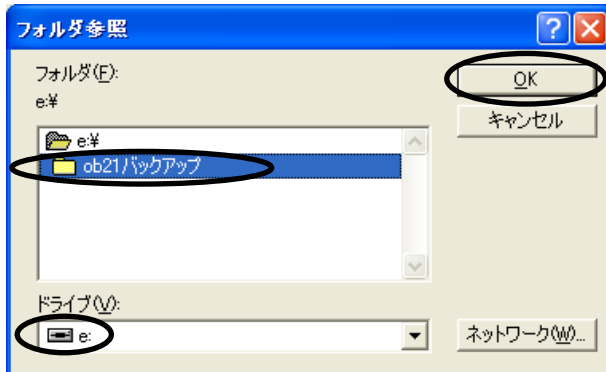 フォルダ参照
フォルダ(F):
e:¥
OK
キャンセル
e:¥
ob21バックアップ
ドライブ(V):
e:
ネットワーク(W)...